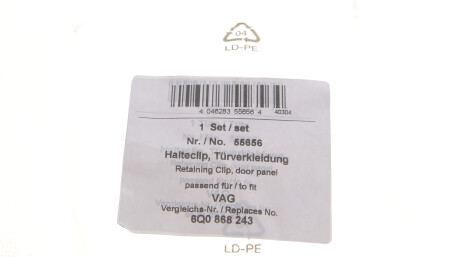 04
LD-PE
4 046283 55656 4 40304
1 Set / set
Nr. / No. 55656
Halteclip, Türverkleidung
Retaining Clip, door panel
passend für / to fit
VAG
Vergleichs-Nr. / Replaces No.
6Q0 868 243
LD-PE